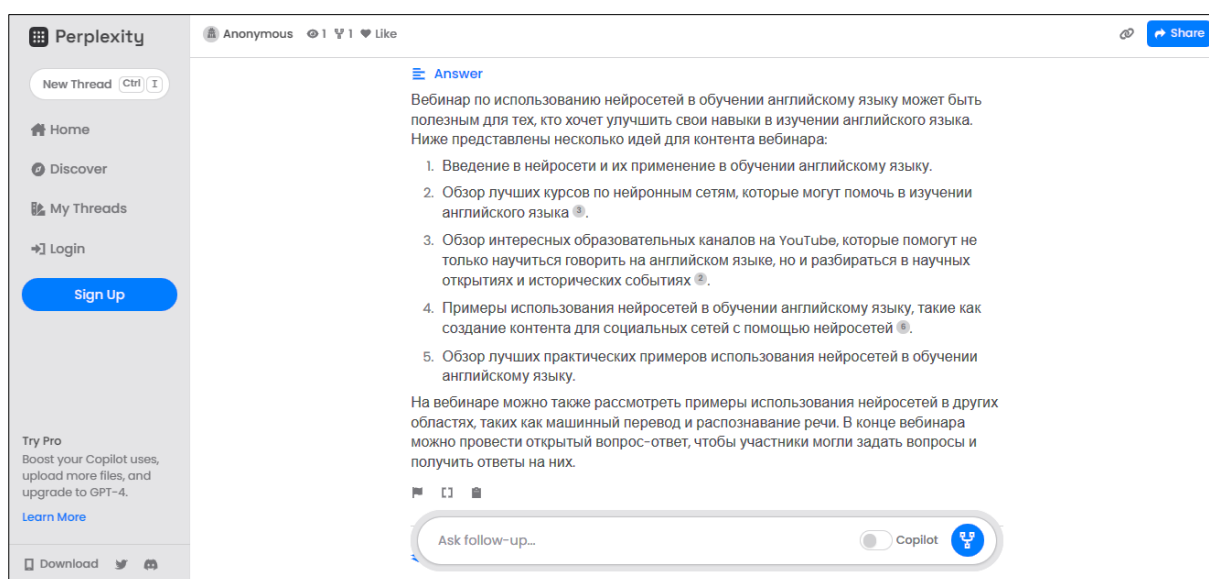 Perplexity
New Thread Ctrl I
Home
Discover
My Threads
Login
Sign Up
Try Pro
Boost your Copilot uses,
upload more files, and
upgrade to GPT-4.
Learn More
Download
Anonymous 1 1 Like
Share
Answer
Вебинар по использованию нейросетей в обучении английскому языку может быть
полезным для тех, кто хочет улучшить свои навыки в изучении английского языка.
Ниже представлены несколько идей для контента вебинара:
1. Введение в нейросети и их применение в обучении английскому языку.
2. Обзор лучших курсов по нейронным сетям, которые могут помочь в изучении
английского языка 3.
3. Обзор интересных образовательных каналов на YouTube, которые помогут не
только научиться говорить на английском языке, но и разбираться в научных
открытиях и исторических событиях 2.
4. Примеры использования нейросетей в обучении английскому языку, такие как
создание контента для социальных сетей с помощью нейросетей 6.
5. Обзор лучших практических примеров использования нейросетей в обучении
английскому языку.
На вебинаре можно также рассмотреть примеры использования нейросетей в других
областях, таких как машинный перевод и распознавание речи. В конце вебинара
можно провести открытый вопрос-ответ, чтобы участники могли задать вопросы и
получить ответы на них.
Ask follow-up... Copilot